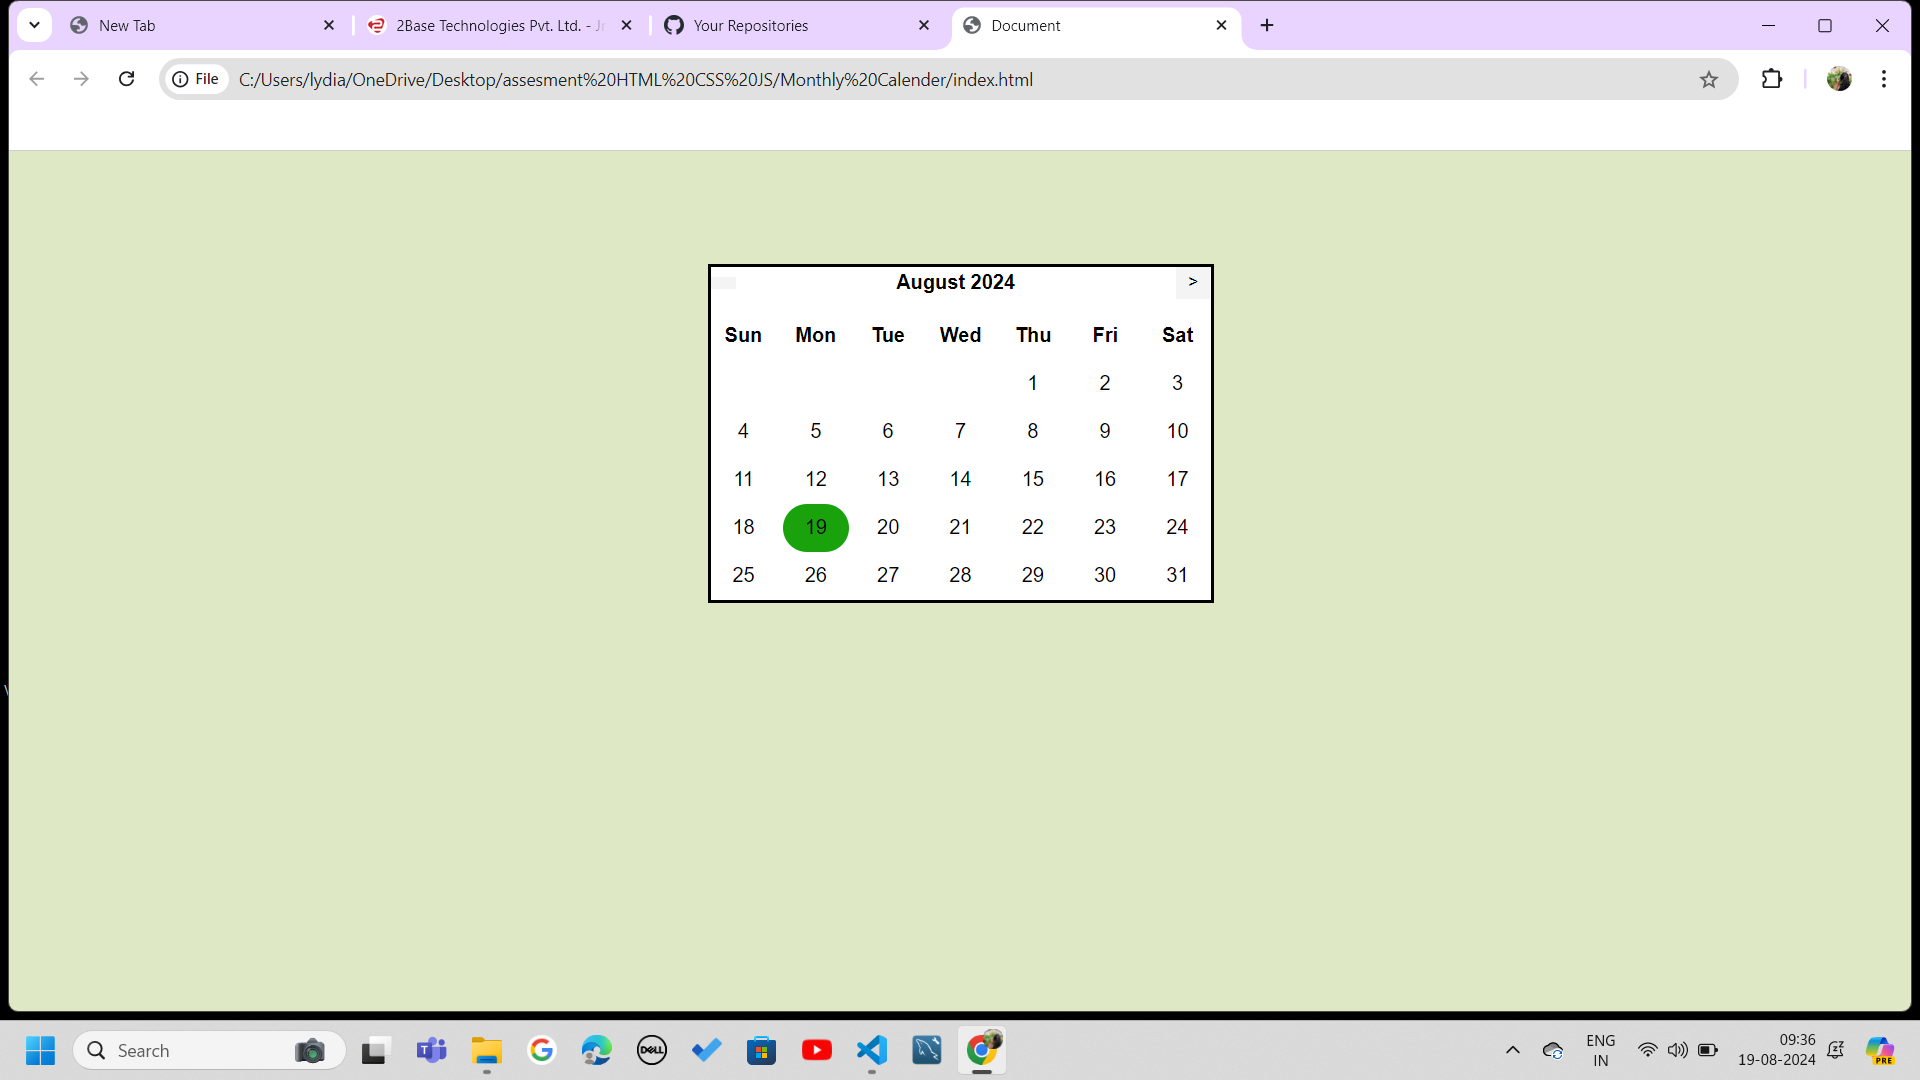 New Tab
2Base Technologies Pvt. Ltd. - Jr
Your Repositories
Document
File
C:/Users/lydia/OneDrive/Desktop/assesment%20HTML%20CSS%20JS/Monthly%20Calender/index.html
August 2024 >
Sun Mon Tue Wed Thu Fri Sat
1 2 3
4 5 6 7 8 9 10
11 12 13 14 15 16 17
18 19 20 21 22 23 24
25 26 27 28 29 30 31
Search
DELL
ENG
IN
09:36
19-08-2024
PRE